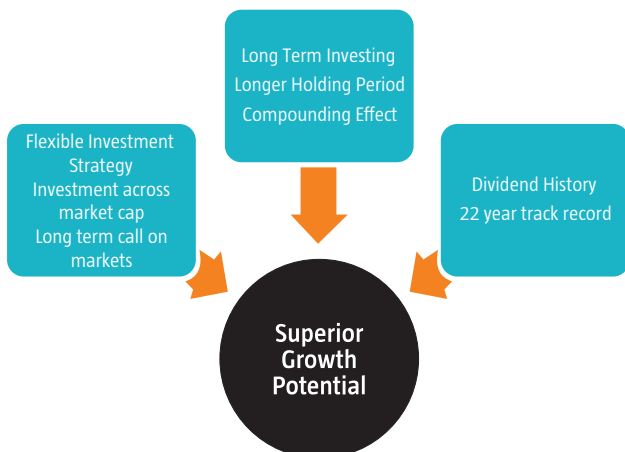 Long Term Investing
Longer Holding Period
Compounding Effect
Flexible Investment
Strategy
Investment across
market cap
Long term call on
markets
Dividend History
22 year track record
Superior
Growth
Potential